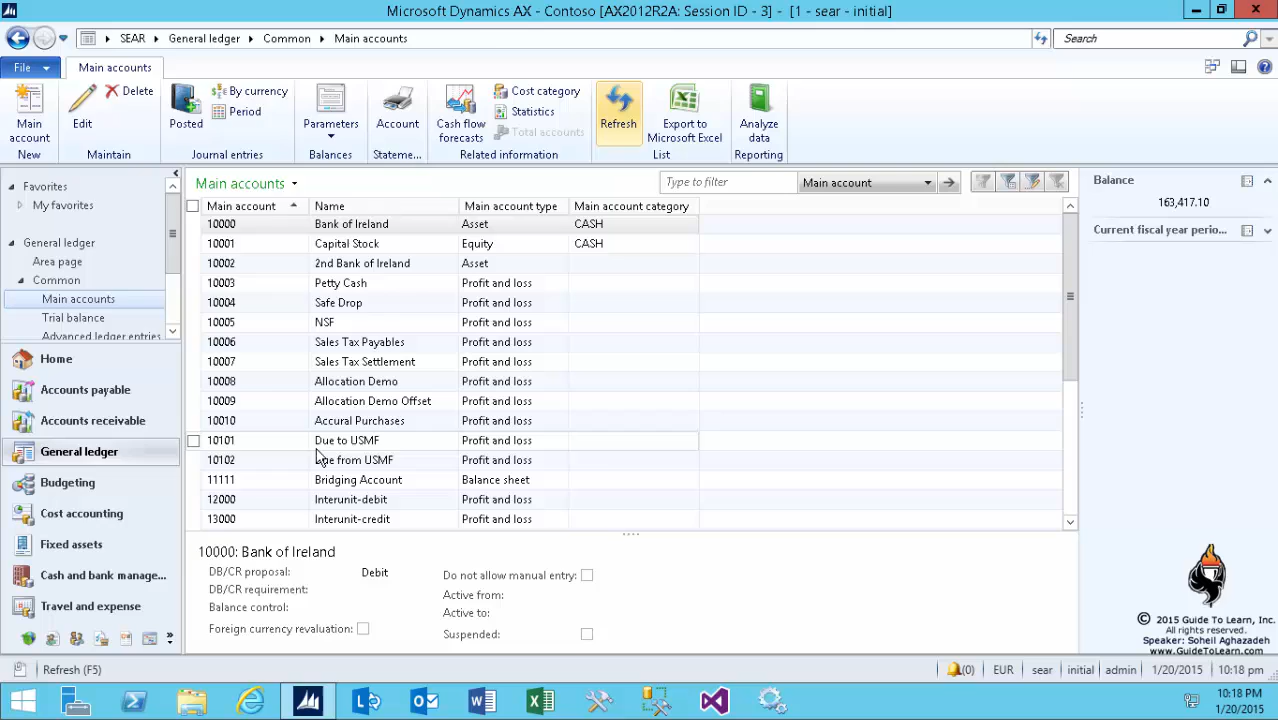 Microsoft Dynamics AX - Contoso [AX2012R2A: Session ID - 3] - [1 - sear - initial]
SEAR General ledger Common Main accounts
Search
File Main accounts
Main account
New
Edit
Delete
Maintain
Posted
By currency
Period
Journal entries
Parameters
Balances
Account
Stateme...
Cash flow forecasts
Cost category
Statistics
Total accounts
Related information
Refresh
Export to Microsoft Excel
List
Analyze data
Reporting
Favorites
My favorites
General ledger
Area page
Common
Main accounts
Trial balance
Advanced ledger entries
Home
Accounts payable
Accounts receivable
General ledger
Budgeting
Cost accounting
Fixed assets
Cash and bank manage...
Travel and expense
Main accounts
Type to filter
Main account
Main account Name Main account type Main account category
10000 Bank of Ireland Asset CASH
10001 Capital Stock Equity CASH
10002 2nd Bank of Ireland Asset
10003 Petty Cash Profit and loss
10004 Safe Drop Profit and loss
10005 NSF Profit and loss
10006 Sales Tax Payables Profit and loss
10007 Sales Tax Settlement Profit and loss
10008 Allocation Demo Profit and loss
10009 Allocation Demo Offset Profit and loss
10010 Accural Purchases Profit and loss
10101 Due to USMF Profit and loss
10102 Due from USMF Profit and loss
11111 Bridging Account Balance sheet
12000 Interunit-debit Profit and loss
13000 Interunit-credit Profit and loss
10000: Bank of Ireland
DB/CR proposal: Debit
DB/CR requirement:
Balance control:
Foreign currency revaluation:
Do not allow manual entry:
Active from:
Active to:
Suspended:
Balance
163,417.10
Current fiscal year perio...
© 2015 Guide To Learn, Inc.
All rights reserved.
Speaker: Soheil Aghazadeh
www.GuideToLearn.com
Refresh (F5)
(0) EUR sear initial admin 1/20/2015 10:18 pm
10:18 PM
1/20/2015